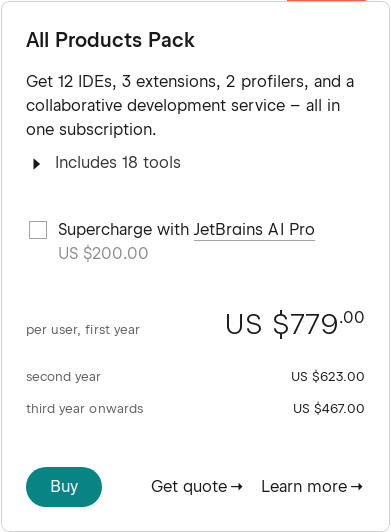 All Products Pack
Get 12 IDEs, 3 extensions, 2 profilers, and a
collaborative development service – all in
one subscription.
Includes 18 tools
Supercharge with JetBrains AI Pro
US $200.00
per user, first year US $779.00
second year US $623.00
third year onwards US $467.00
Buy Get quote → Learn more →